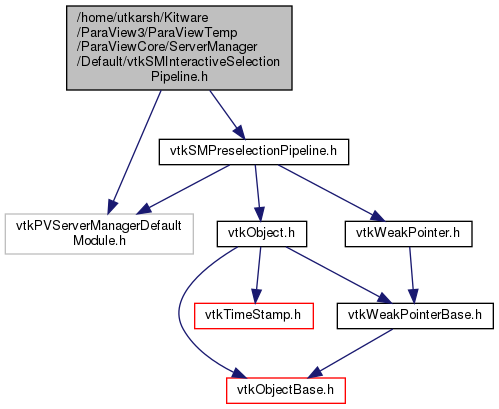 /home/utkarsh/Kitware
/ParaView3/ParaViewTemp
/ParaViewCore/ServerManager
/Default/vtkSMInteractiveSelection
Pipeline.h
vtkSMPreselectionPipeline.h
vtkPVServerManagerDefault
Module.h
vtkObject.h
vtkWeakPointer.h
vtkTimeStamp.h
vtkWeakPointerBase.h
vtkObjectBase.h